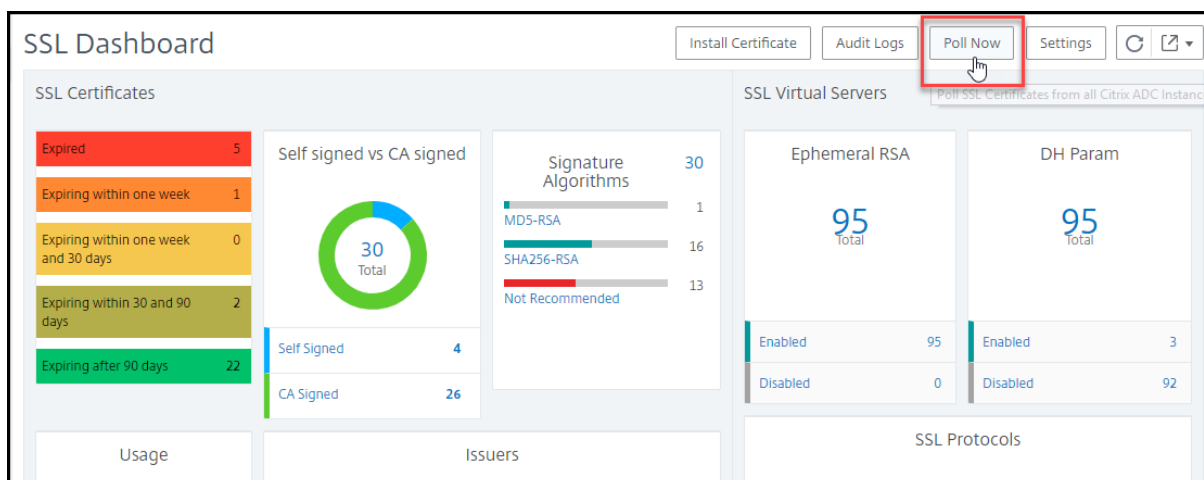 SSL Dashboard
Install Certificate
Audit Logs
Poll Now
Settings
SSL Certificates
SSL Virtual Servers
Poll SSL Certificates from all Citrix ADC Instanc
Expired 5
Expiring within one week 1
Expiring within one week 0
and 30 days
Expiring within 30 and 90 2
days
Expiring after 90 days 22
Self signed vs CA signed
30
Total
Self Signed 4
CA Signed 26
Signature 30
Algorithms
1
MD5-RSA
16
SHA256-RSA
13
Not Recommended
Ephemeral RSA
95
Total
Enabled 95
Disabled 0
DH Param
95
Total
Enabled 3
Disabled 92
Usage
Issuers
SSL Protocols